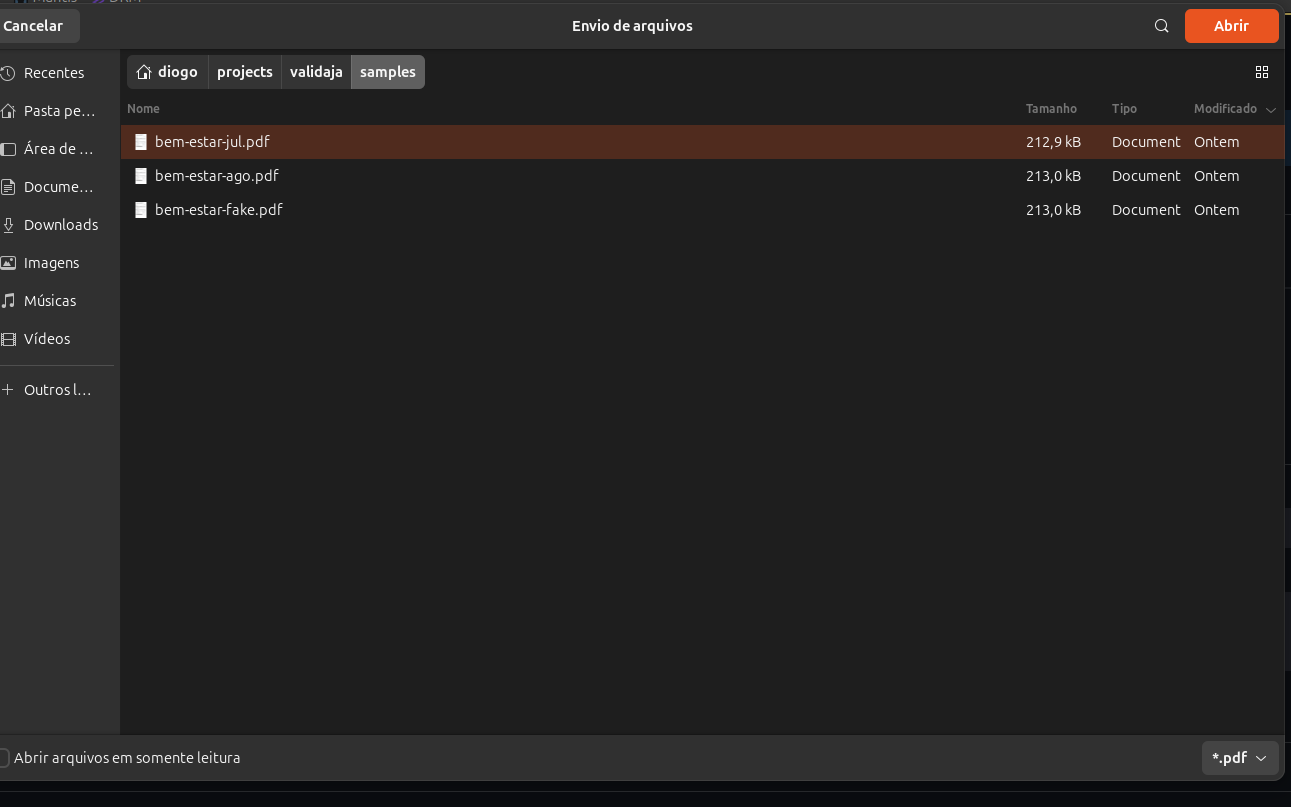 Cancelar
Envio de arquivos
Abrir
Recentes
Pasta pe...
Área de ...
Docume...
Downloads
Imagens
Músicas
Vídeos
Outros l...
diogo
projects
validaja
samples
Nome Tamanho Tipo Modificado
bem-estar-jul.pdf 212,9 kB Document Ontem
bem-estar-ago.pdf 213,0 kB Document Ontem
bem-estar-fake.pdf 213,0 kB Document Ontem
Abrir arquivos em somente leitura
*.pdf